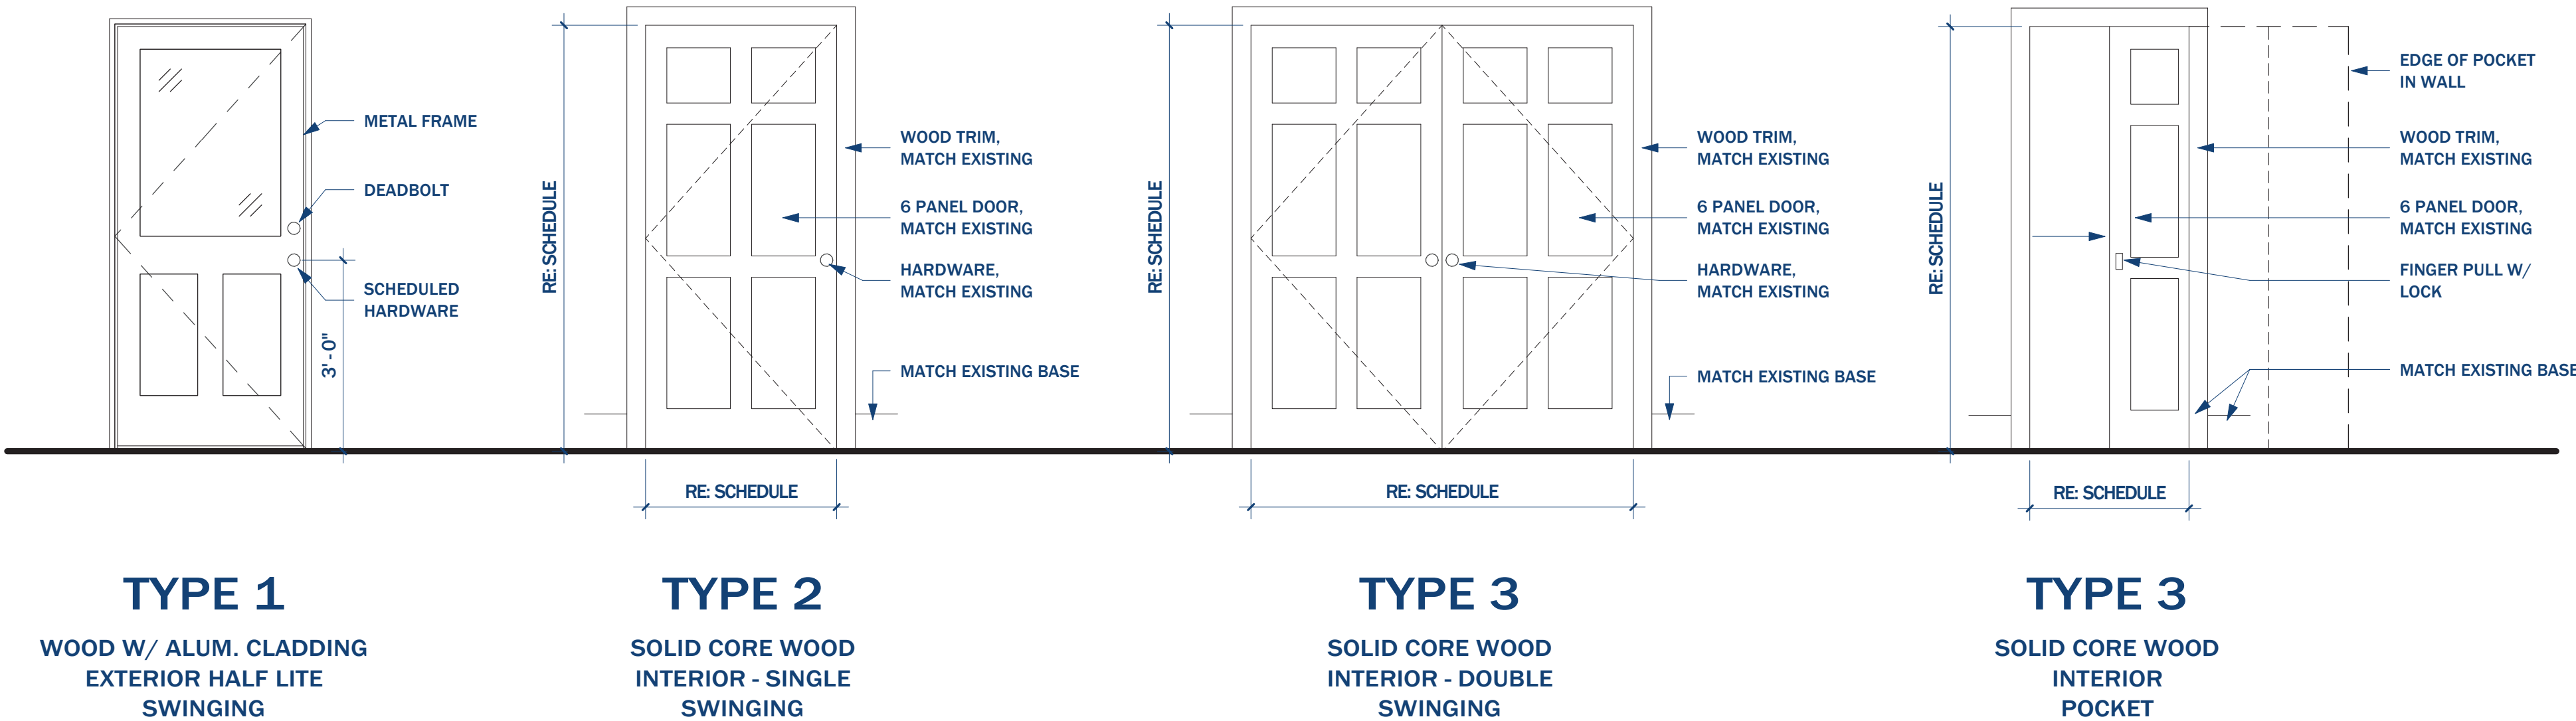 METAL FRAME
DEADBOLT
SCHEDULED
HARDWARE
3' - 0"
TYPE 1
WOOD W/ ALUM. CLADDING
EXTERIOR HALF LITE
SWINGING
RE: SCHEDULE
WOOD TRIM,
MATCH EXISTING
6 PANEL DOOR,
MATCH EXISTING
HARDWARE,
MATCH EXISTING
MATCH EXISTING BASE
RE: SCHEDULE
TYPE 2
SOLID CORE WOOD
INTERIOR - SINGLE
SWINGING
RE: SCHEDULE
WOOD TRIM,
MATCH EXISTING
6 PANEL DOOR,
MATCH EXISTING
HARDWARE,
MATCH EXISTING
MATCH EXISTING BASE
RE: SCHEDULE
TYPE 3
SOLID CORE WOOD
INTERIOR - DOUBLE
SWINGING
RE: SCHEDULE
EDGE OF POCKET
IN WALL
WOOD TRIM,
MATCH EXISTING
6 PANEL DOOR,
MATCH EXISTING
FINGER PULL W/
LOCK
MATCH EXISTING BASE
RE: SCHEDULE
TYPE 3
SOLID CORE WOOD
INTERIOR
POCKET